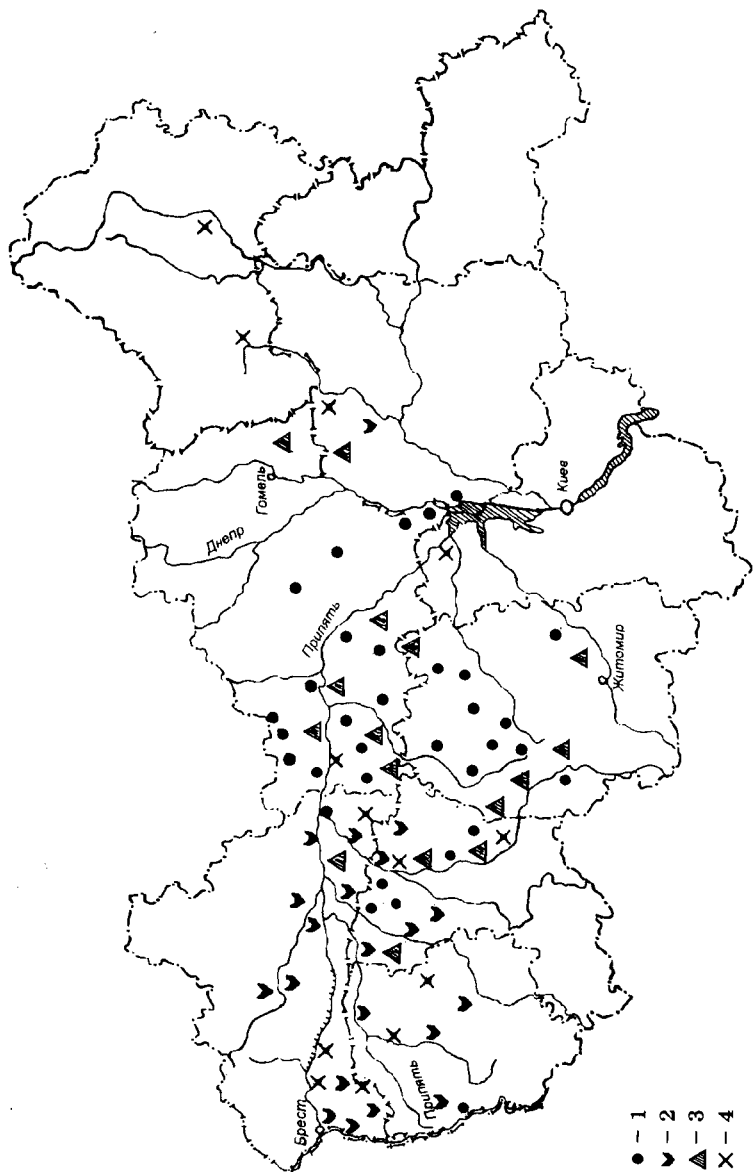 Гомель
Днепр
Припять
Киев
Житомир
Брест
Припять
– 1
– 2
– 3
– 4